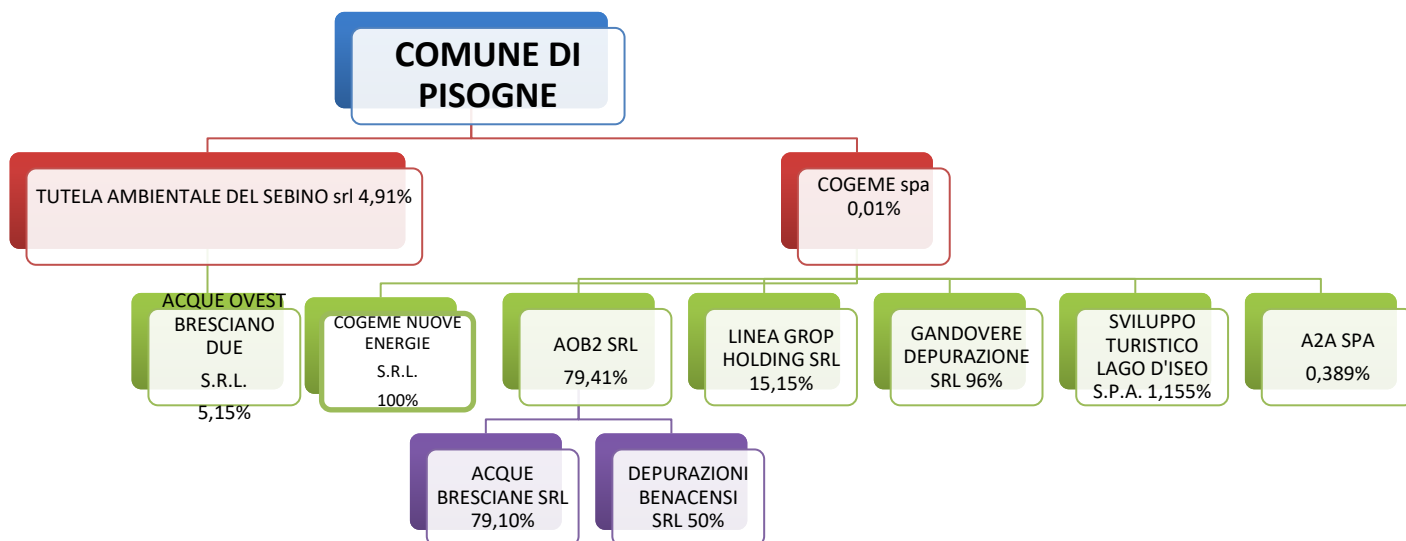 COMUNE DI
PISOGNE
TUTELA AMBIENTALE DEL SEBINO srl 4,91%
COGEME spa
0,01%
ACQUE OVEST
BRESCIANO
DUE
S.R.L.
5,15%
COGEME NUOVE
ENERGIE
S.R.L.
100%
AOB2 SRL
79,41%
LINEA GROP
HOLDING SRL
15,15%
GANDOVERE
DEPURAZIONE
SRL 96%
SVILUPPO
TURISTICO
LAGO D'ISEO
S.P.A. 1,155%
A2A SPA
0,389%
ACQUE
BRESCIANE SRL
79,10%
DEPURAZIONI
BENACENSI
SRL 50%